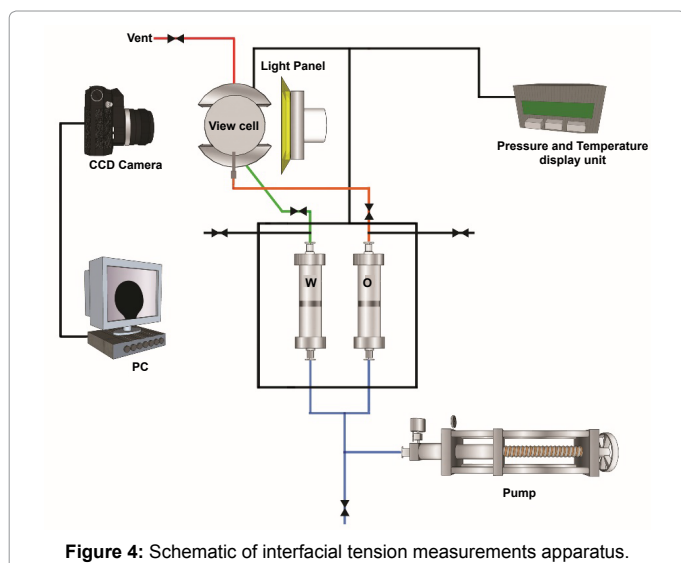 Vent
Light Panel
View cell
CCD Camera
Pressure and Temperature
display unit
W
O
PC
Pump
Figure 4: Schematic of interfacial tension measurements apparatus.